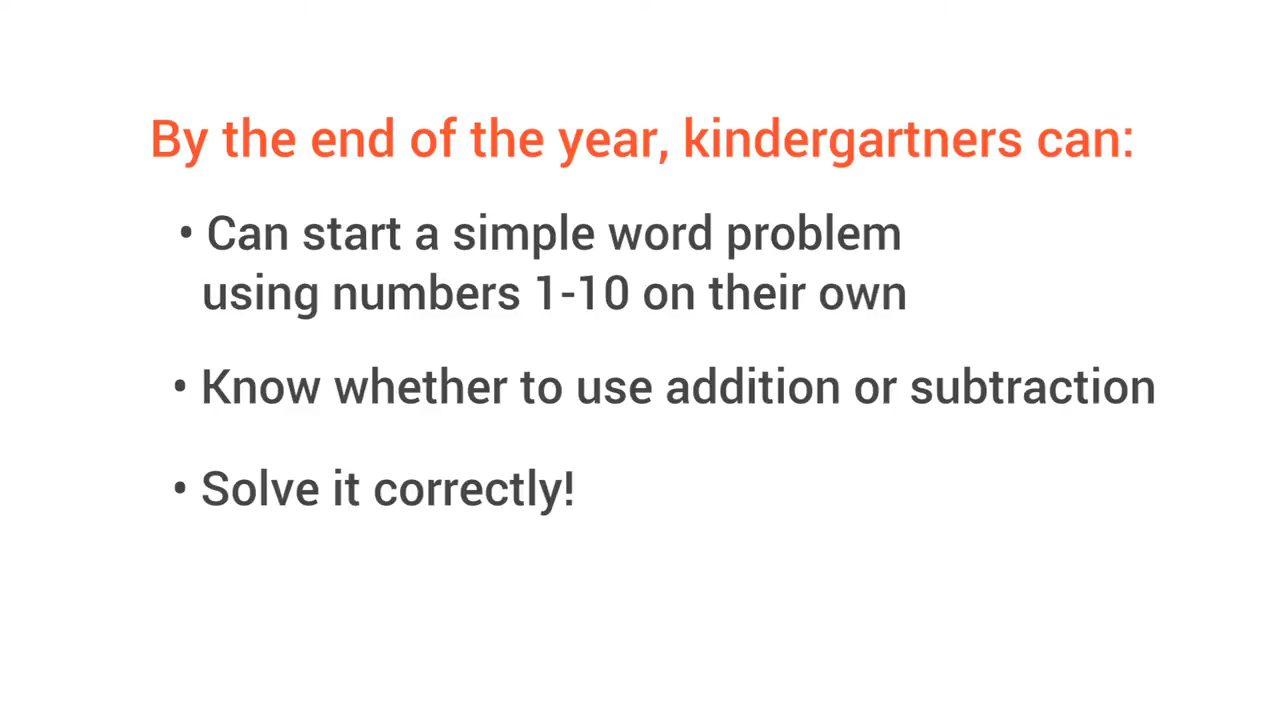 By the end of the year, kindergartners can:
• Can start a simple word problem
using numbers 1-10 on their own
• Know whether to use addition or subtraction
• Solve it correctly!